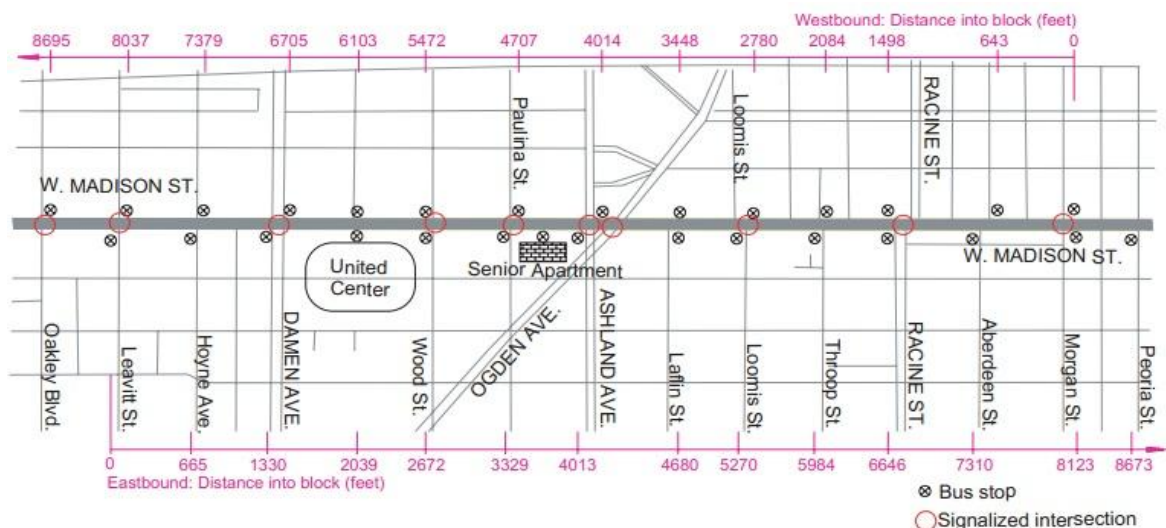 Westbound: Distance into block (feet)
8695 8037 7379 6705 6103 5472 4707 4014 3448 2780 2084 1498 643 0
Paulina St.
Loomis St.
RACINE ST.
W. MADISON ST.
United
Center
Senior Apartment
W. MADISON ST.
Oakley Blvd.
Leavitt St.
Hoyne Ave,
DAMEN AVE.
Wood St.
OGDEN AVE.
ASHLAND AVE.
Laflin St.
Loomis St.
Throop St.
RACINE ST.
Aberdeen St.
Morgan St.
Peoria St.
0 665 1330 2039 2672 3329 4013 4680 5270 5984 6646 7310 8123 8673
Eastbound: Distance into block (feet)
Bus stop
Signalized intersection